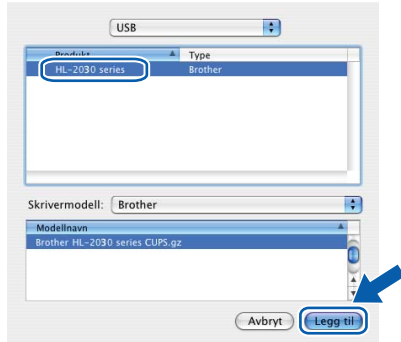 USB
Produkt Type
HL-2030 series Brother
Skrivermodell: Brother
Modellnavn
Brother HL-2030 series CUPS.gz
Avbryt Legg til